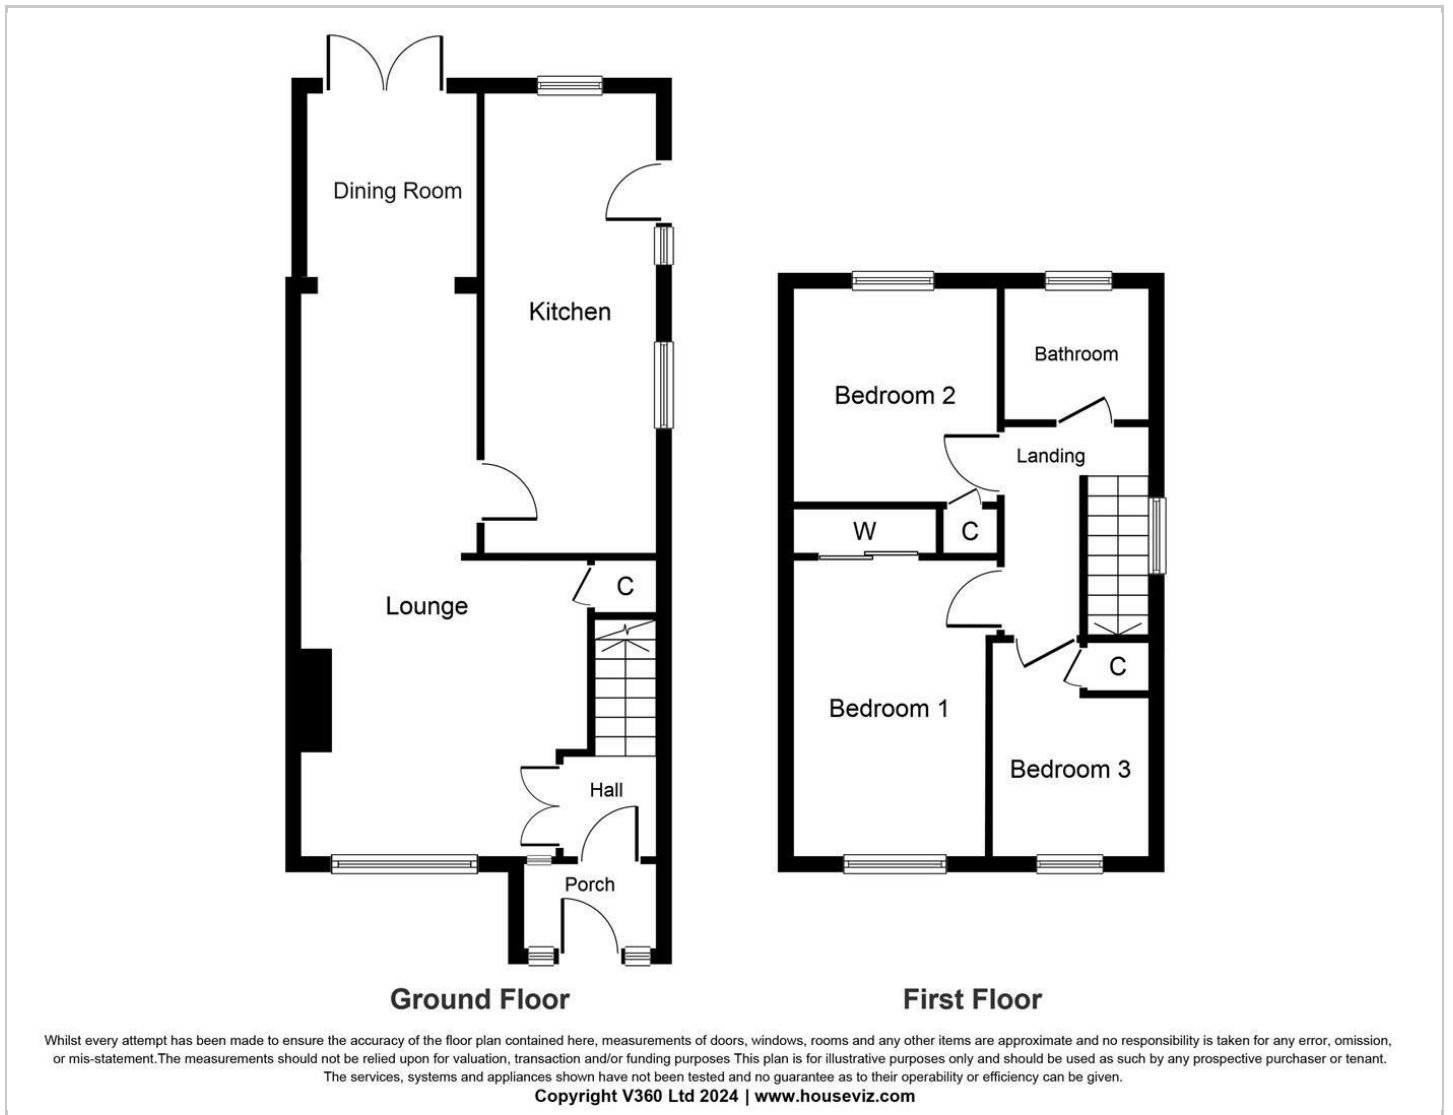 Dining Room
Kitchen
Lounge
C
Hall
Porch
Ground Floor
Bedroom 2
Bathroom
Landing
W
C
Bedroom 1
C
Bedroom 3
First Floor
Whilst every attempt has been made to ensure the accuracy of the floor plan contained here, measurements of doors, windows, rooms and any other items are approximate and no responsibility is taken for any error, omission,
or mis-statement.The measurements should not be relied upon for valuation, transaction and/or funding purposes This plan is for illustrative purposes only and should be used as such by any prospective purchaser or tenant.
The services, systems and appliances shown have not been tested and no guarantee as to their operability or efficiency can be given.
Copyright V360 Ltd 2024 | www.houseviz.com